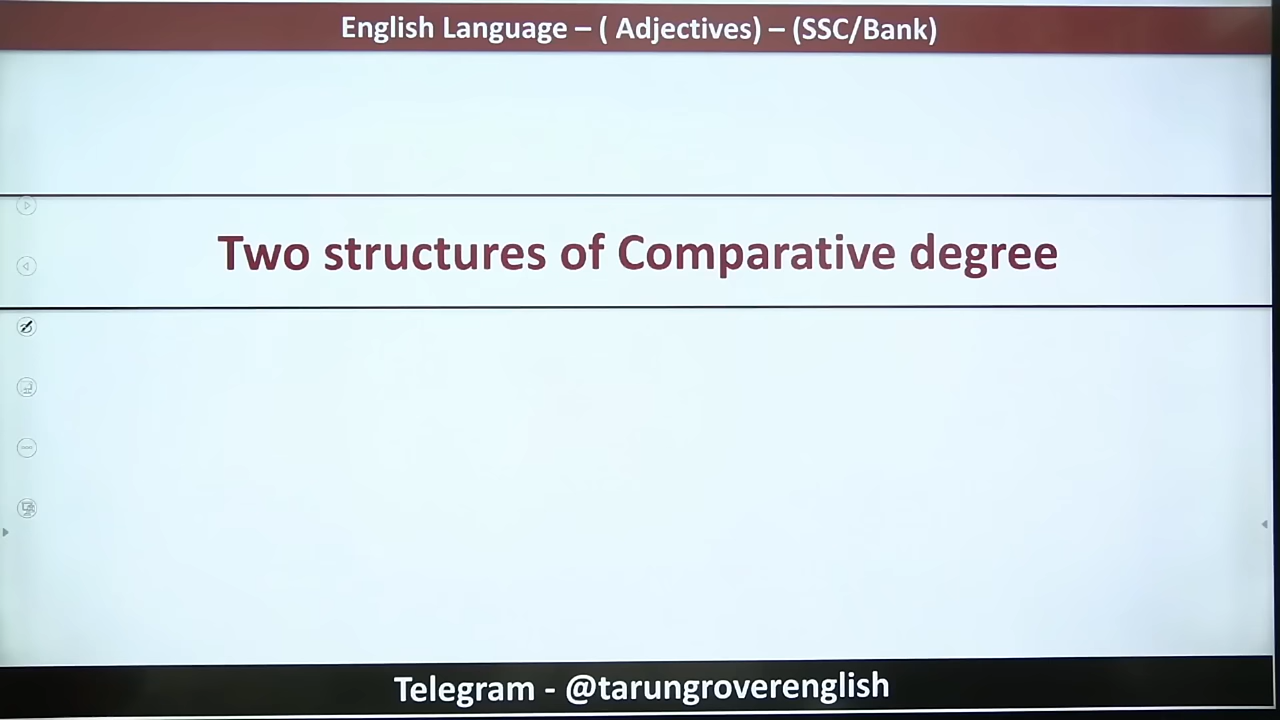 English Language – ( Adjectives) – (SSC/Bank)
Two structures of Comparative degree
Telegram - @tarungroverenglish